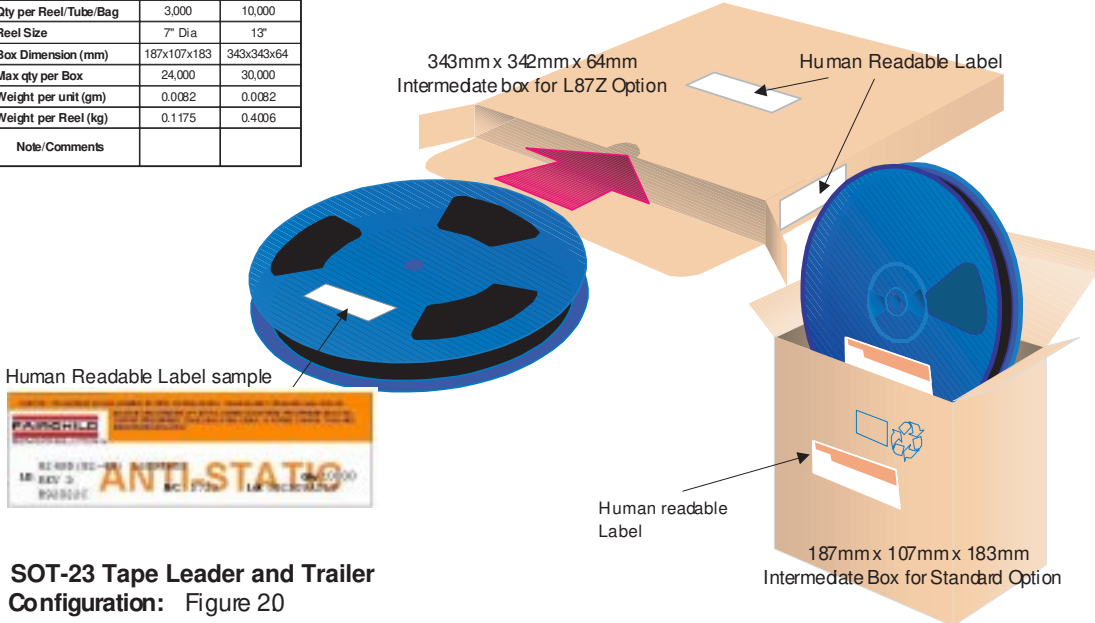 Qty per Reel/Tube/Bag 3,000 10,000
Reel Size 7" Dia 13"
Box Dimension (mm) 187x107x183 343x343x64
Max qty per Box 24,000 30,000
Weight per unit (gm) 0.0082 0.0082
Weight per Reel (kg) 0.1175 0.4006
Note/Comments
343mm x 342mm x 64mm
Intermediate box for L87Z Option
Human Readable Label
Human Readable Label sample
FAIRCHILD
ANTI-STATIC
Human readable
Label
187mm x 107mm x 183mm
Intermediate Box for Standard Option
SOT-23 Tape Leader and Trailer
Configuration: Figure 2.0